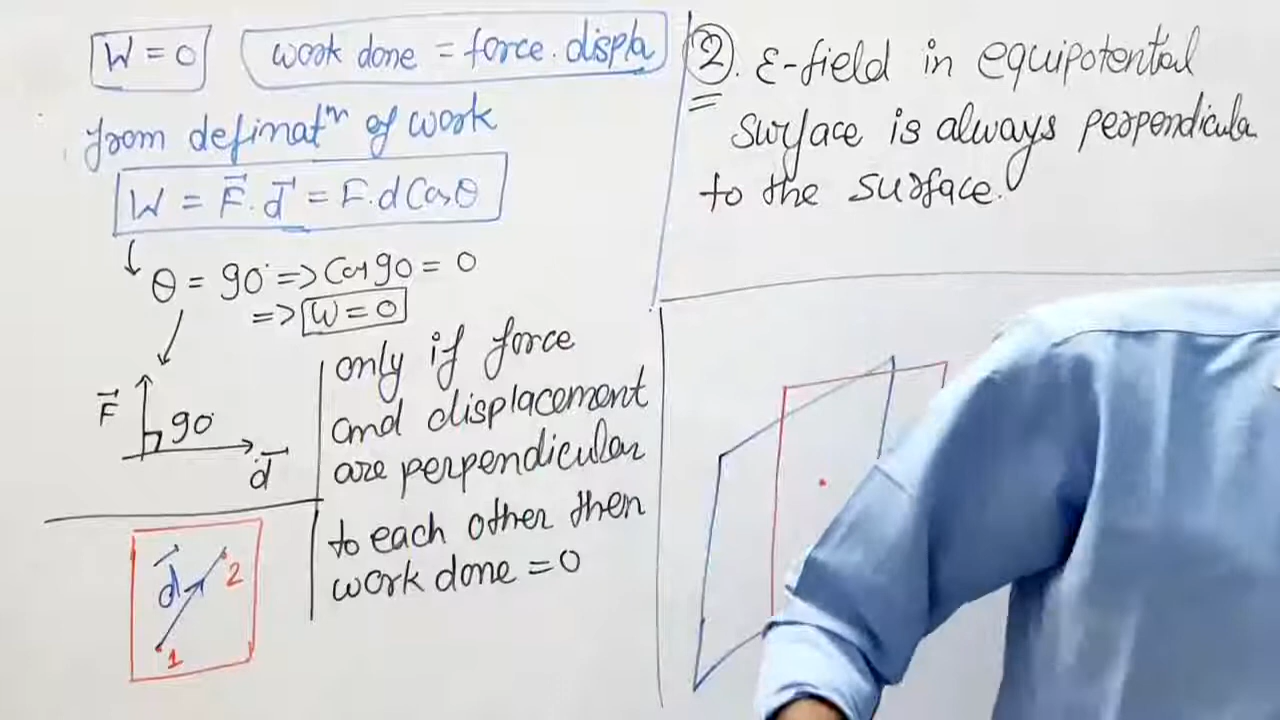 W = 0
work done = force . displa
from definatⁿ of work
W = F⃗ . d⃗ = F.d Cosθ
θ = 90° => Cos 90 = 0
=> W = 0
F⃗
90
d⃗
only if force
and displacement
are perpendicular
to each other then
work done = 0
d⃗
2
1
②. E-field in equipotential
surface is always perpendicula
to the surface.